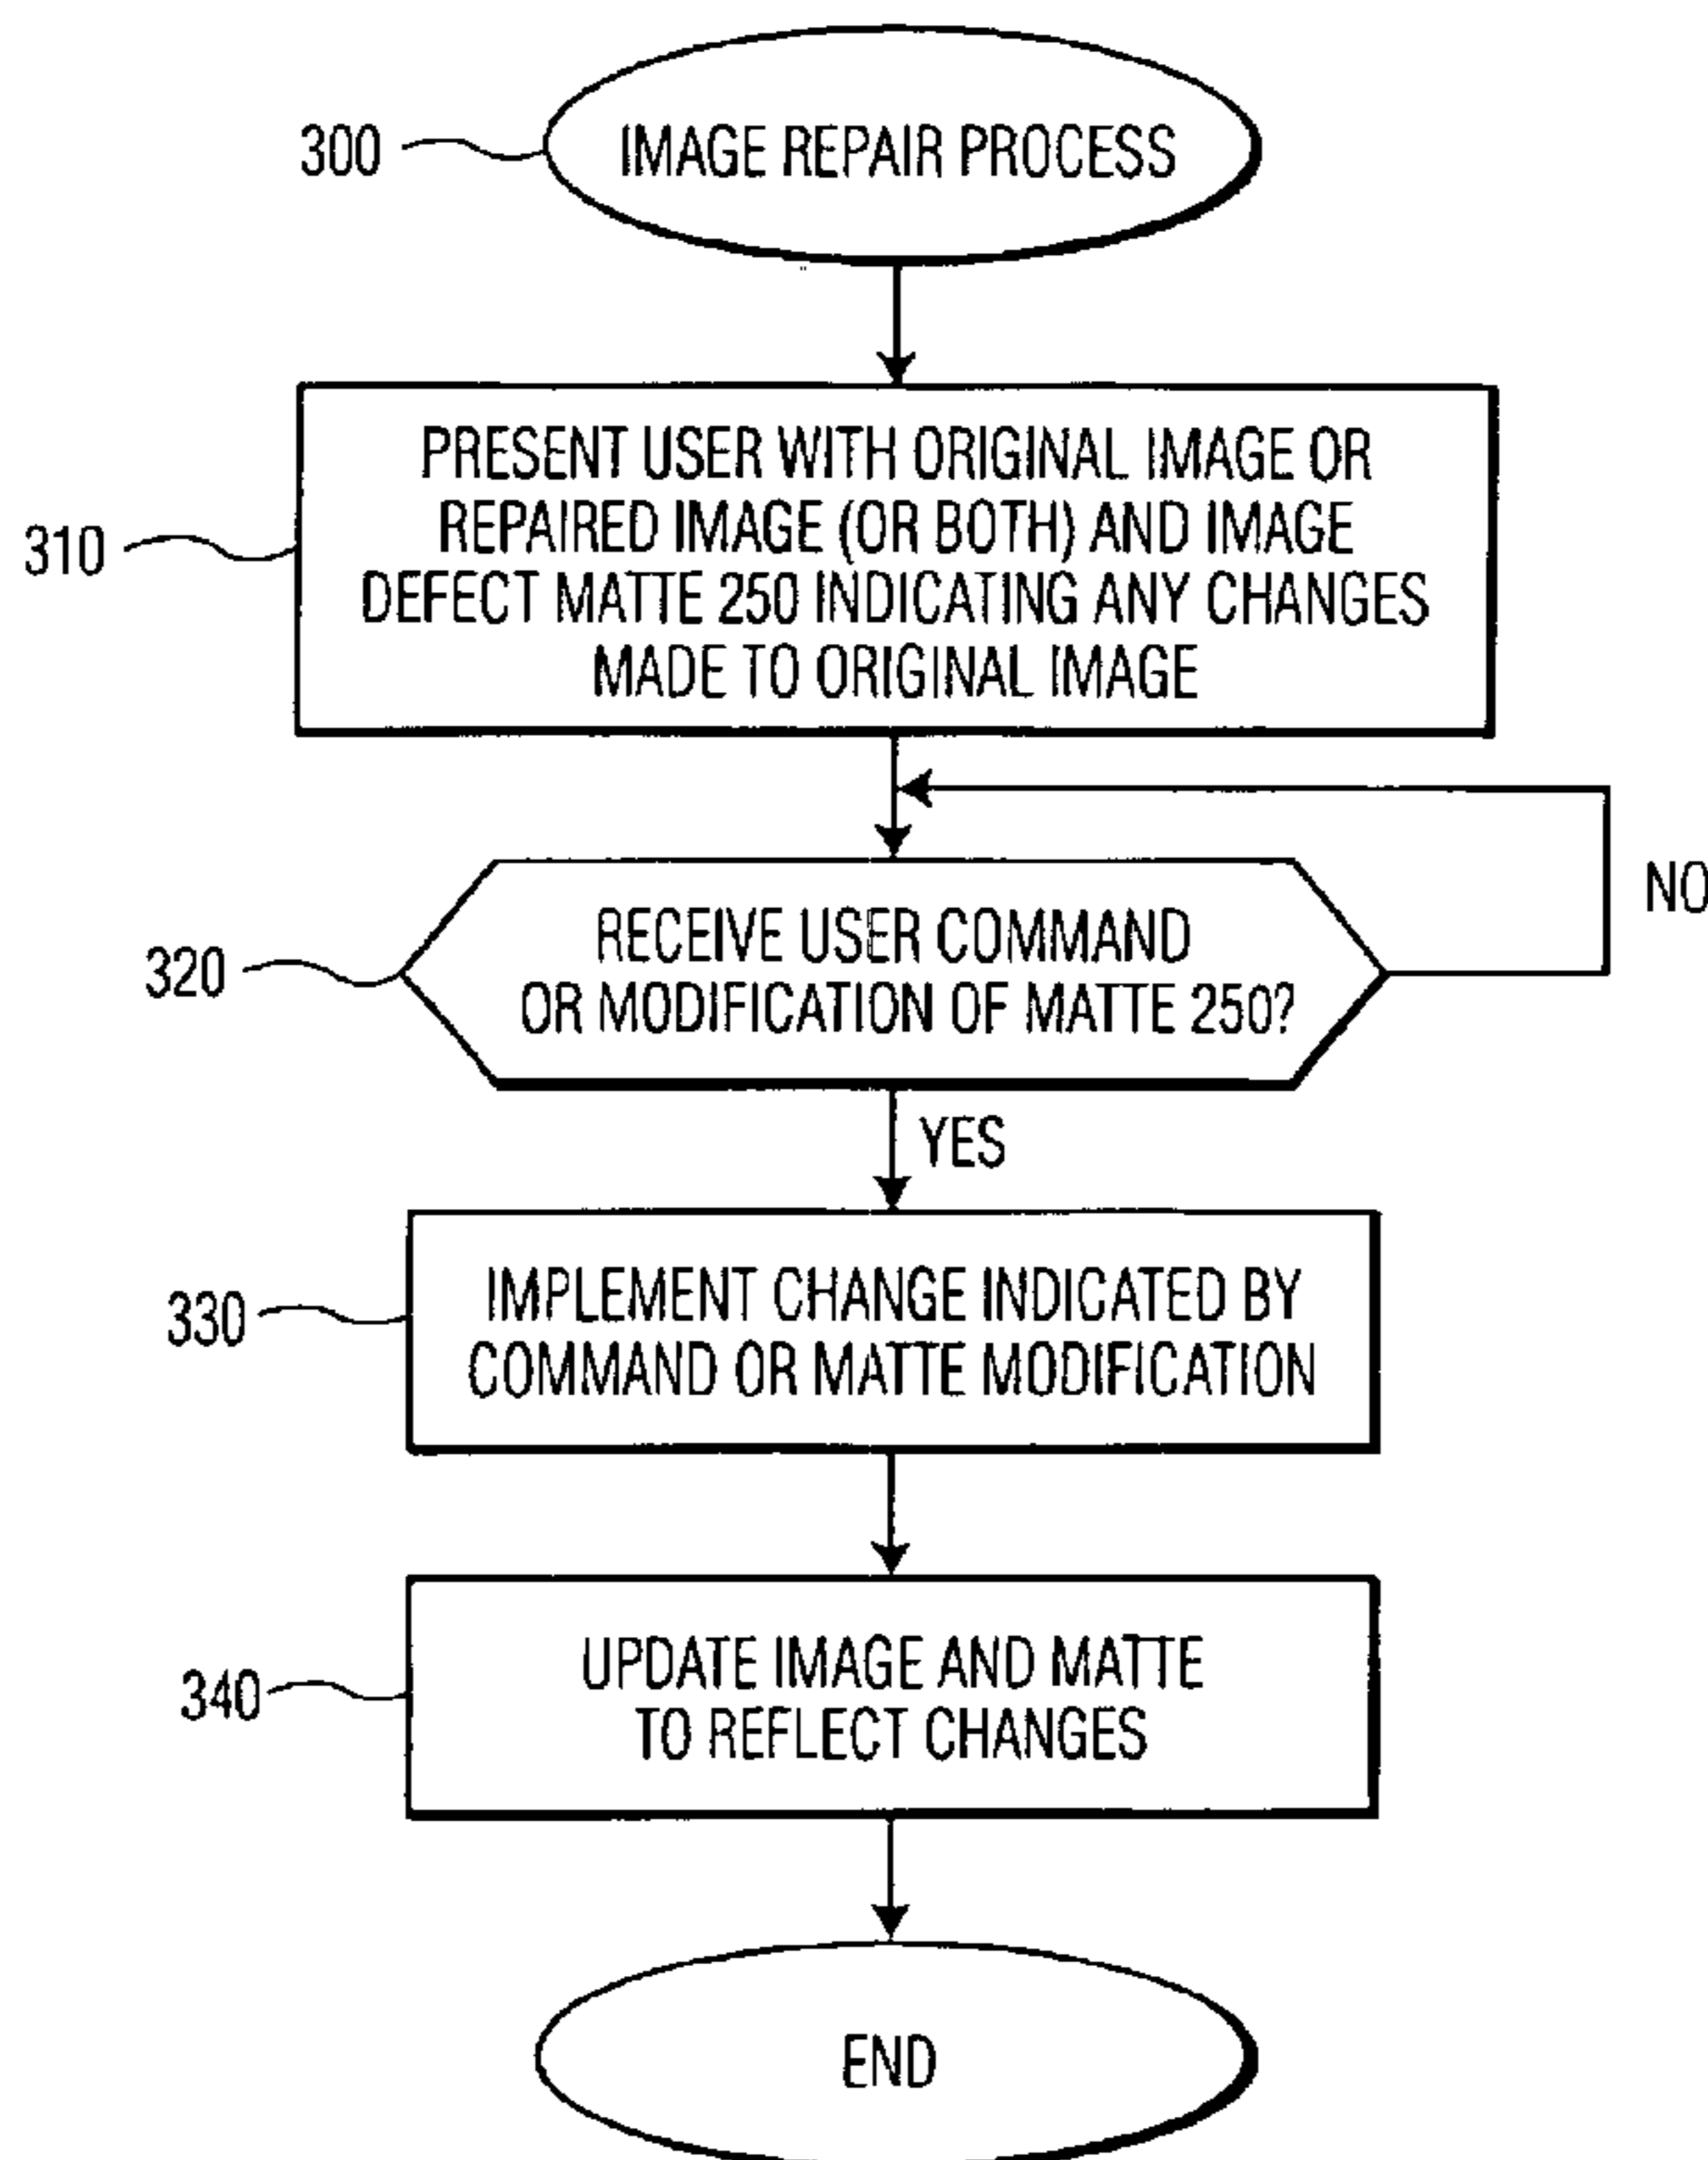 300
IMAGE REPAIR PROCESS
310
PRESENT USER WITH ORIGINAL IMAGE OR
REPAIRED IMAGE (OR BOTH) AND IMAGE
DEFECT MATTE 250 INDICATING ANY CHANGES
MADE TO ORIGINAL IMAGE
320
RECEIVE USER COMMAND
OR MODIFICATION OF MATTE 250?
NO
YES
330
IMPLEMENT CHANGE INDICATED BY
COMMAND OR MATTE MODIFICATION
340
UPDATE IMAGE AND MATTE
TO REFLECT CHANGES
END